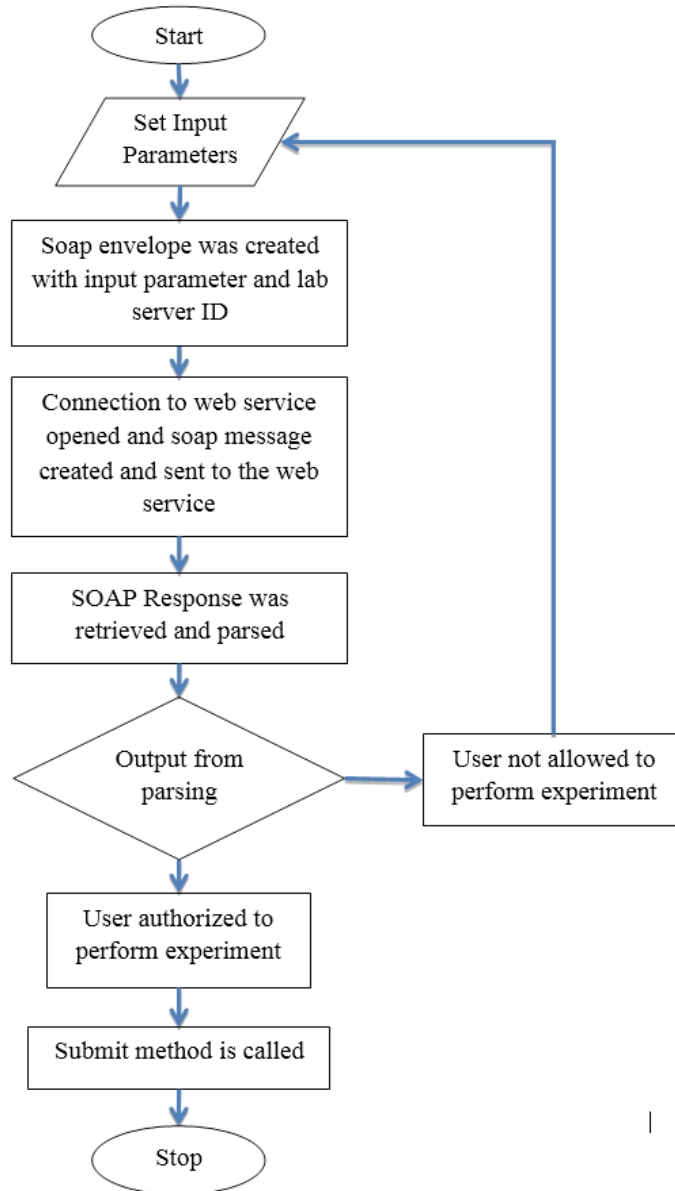 Start
Set Input
Parameters
Soap envelope was created
with input parameter and lab
server ID
Connection to web service
opened and soap message
created and sent to the web
service
SOAP Response was
retrieved and parsed
Output from
parsing
User not allowed to
perform experiment
User authorized to
perform experiment
Submit method is called
Stop